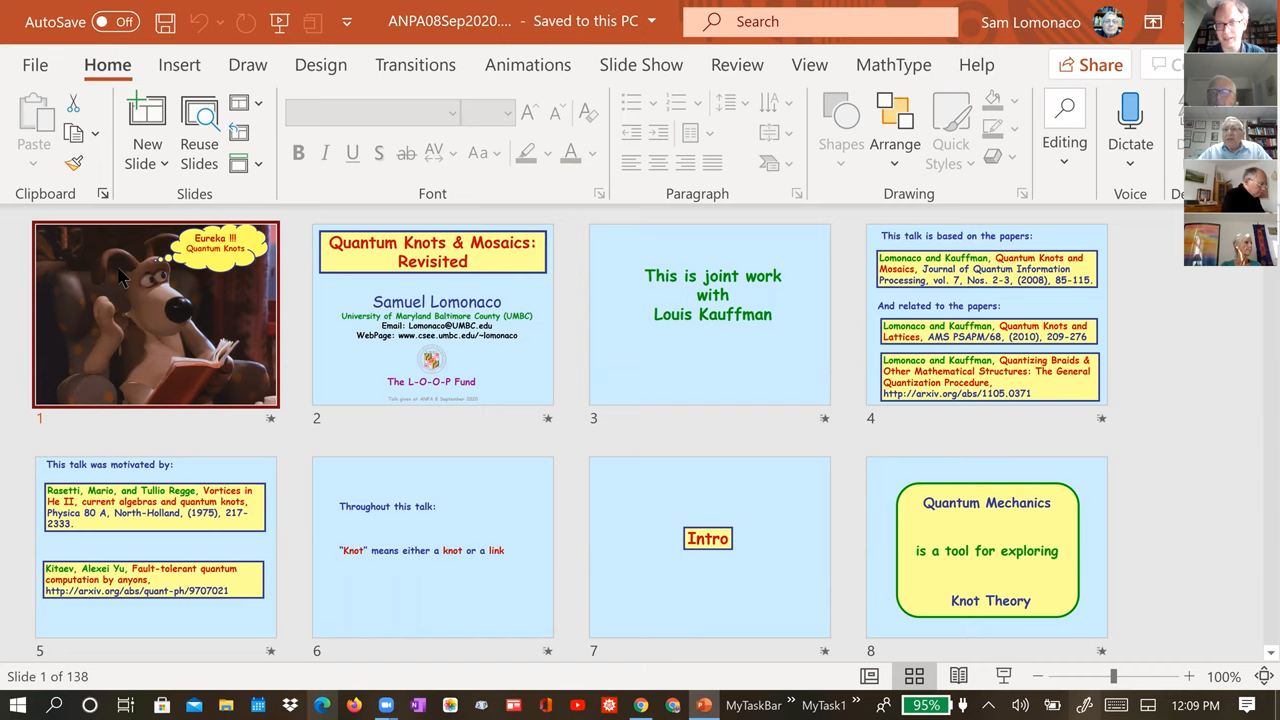 AutoSave Off ANPA08Sep2020.... - Saved to this PC Search Sam Lomonaco
File Home Insert Draw Design Transitions Animations Slide Show Review View MathType Help Share
Paste New Slide Reuse Slides Shapes Arrange Quick Styles Editing Dictate
Clipboard Slides Font Paragraph Drawing Voice
Eureka !!!
Quantum Knots
1
Quantum Knots & Mosaics:
Revisited
Samuel Lomonaco
University of Maryland Baltimore County (UMBC)
Email: Lomonaco@UMBC.edu
WebPage: www.csee.umbc.edu/~lomonaco
The L-O-O-P Fund
Talk given at ANPA 8 September 2020
2
This is joint work
with
Louis Kauffman
3
This talk is based on the papers:
Lomonaco and Kauffman, Quantum Knots and
Mosaics, Journal of Quantum Information
Processing, vol. 7, Nos. 2-3, (2008), 85-115.
And related to the papers:
Lomonaco and Kauffman, Quantum Knots and
Lattices, AMS PSAPM/68, (2010), 209-276
Lomonaco and Kauffman, Quantizing Braids &
Other Mathematical Structures: The General
Quantization Procedure,
http://arxiv.org/abs/1105.0371
4
This talk was motivated by:
Rasetti, Mario, and Tullio Regge, Vortices in
He II, current algebras and quantum knots,
Physica 80 A, North-Holland, (1975), 217-
2333.
Kitaev, Alexei Yu, Fault-tolerant quantum
computation by anyons,
http://arxiv.org/abs/quant-ph/9707021
5
Throughout this talk:
"Knot" means either a knot or a link
6
Intro
7
Quantum Mechanics
is a tool for exploring
Knot Theory
8
Slide 1 of 138 100%
95% MyTaskBar MyTask 12:09 PM